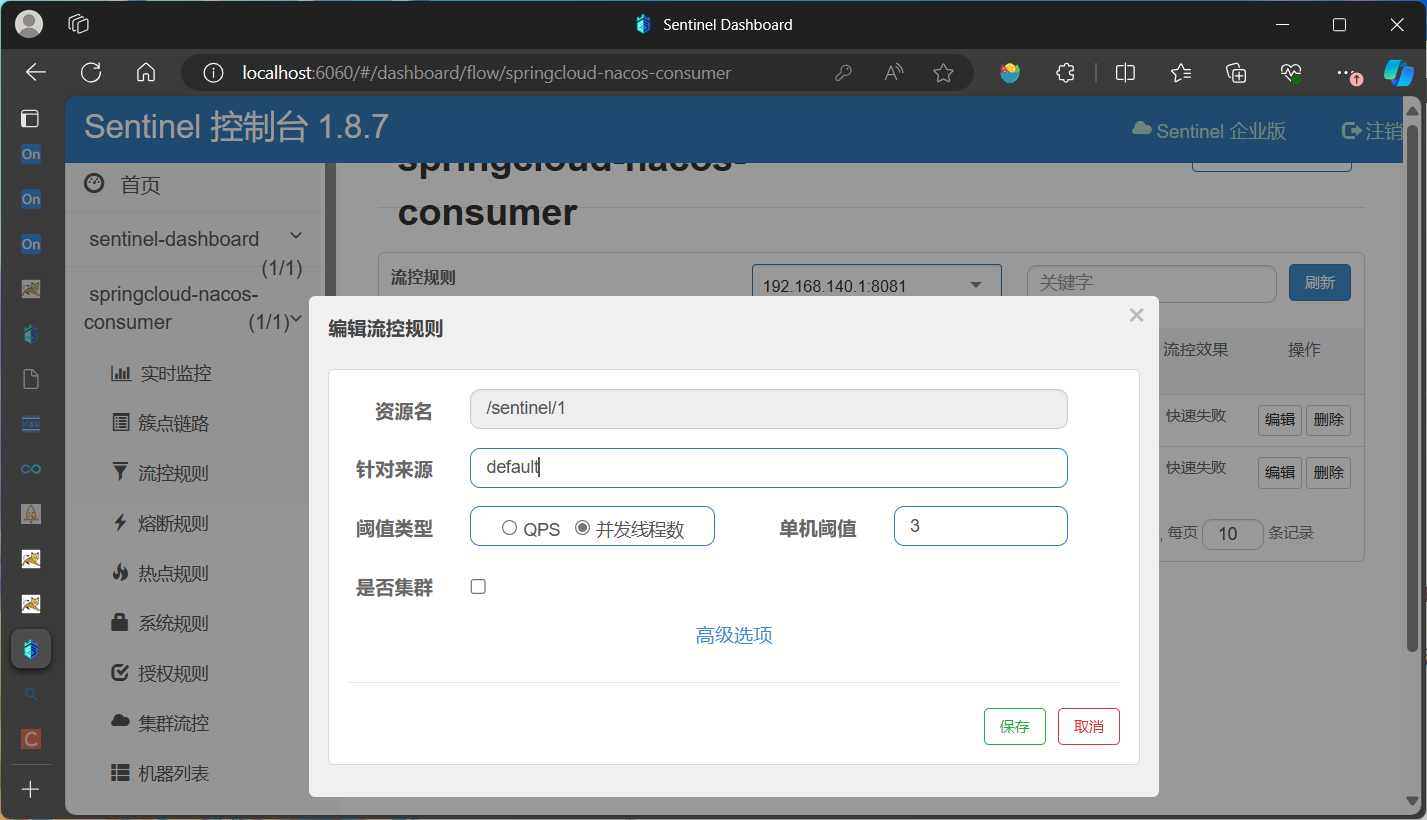 Sentinel Dashboard
localhost:6060/#/dashboard/flow/springcloud-nacos-consumer
Sentinel 控制台 1.8.7
Sentinel 企业版
注销
On
On
On
C
首页
sentinel-dashboard
(1/1)
springcloud-nacos-
consumer (1/1)
实时监控
簇点链路
流控规则
熔断规则
热点规则
系统规则
授权规则
集群流控
机器列表
springcloud-nacos-
consumer
流控规则
192.168.140.1:8081
关键字
刷新
流控效果 操作
快速失败 编辑 删除
快速失败 编辑 删除
, 每页 10 条记录
编辑流控规则
×
资源名 /sentinel/1
针对来源 default
阈值类型 QPS 并发线程数 单机阈值 3
是否集群
高级选项
保存 取消